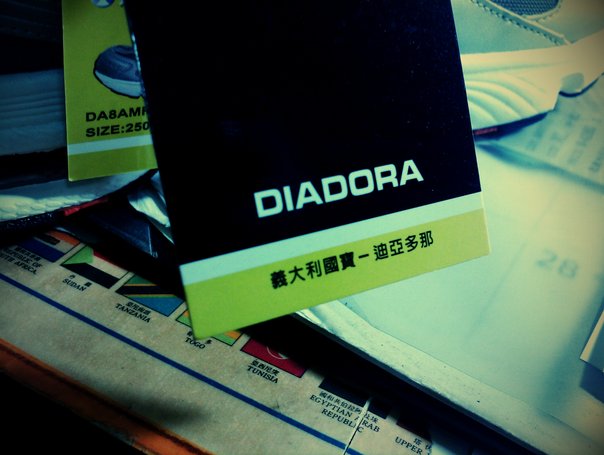 DA8AM
SIZE:250
DIADORA
義大利國寶－迪亞多那
28
SUDAN
TANZANIA
TOGO
TUNISIA
EGYPTIAN ARAB
REPUBLIC
UPPER